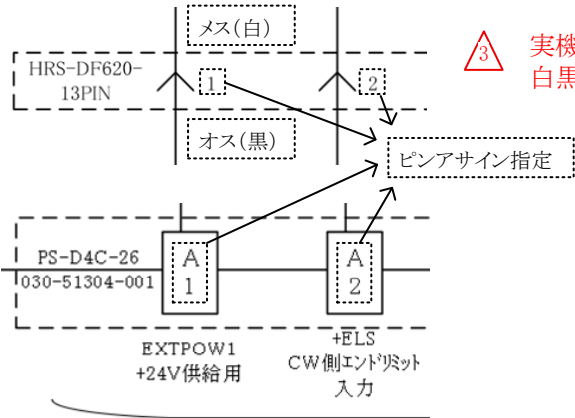 メス(白)
3
実機
白黒
HRS-DF620-
13PIN
1
2
オス(黒)
ピンアサイン指定
PS-D4C-26
030-51304-001
A
1
A
2
EXTPOW1
+24V供給用
+ELS
CW側エンドリミット
入力